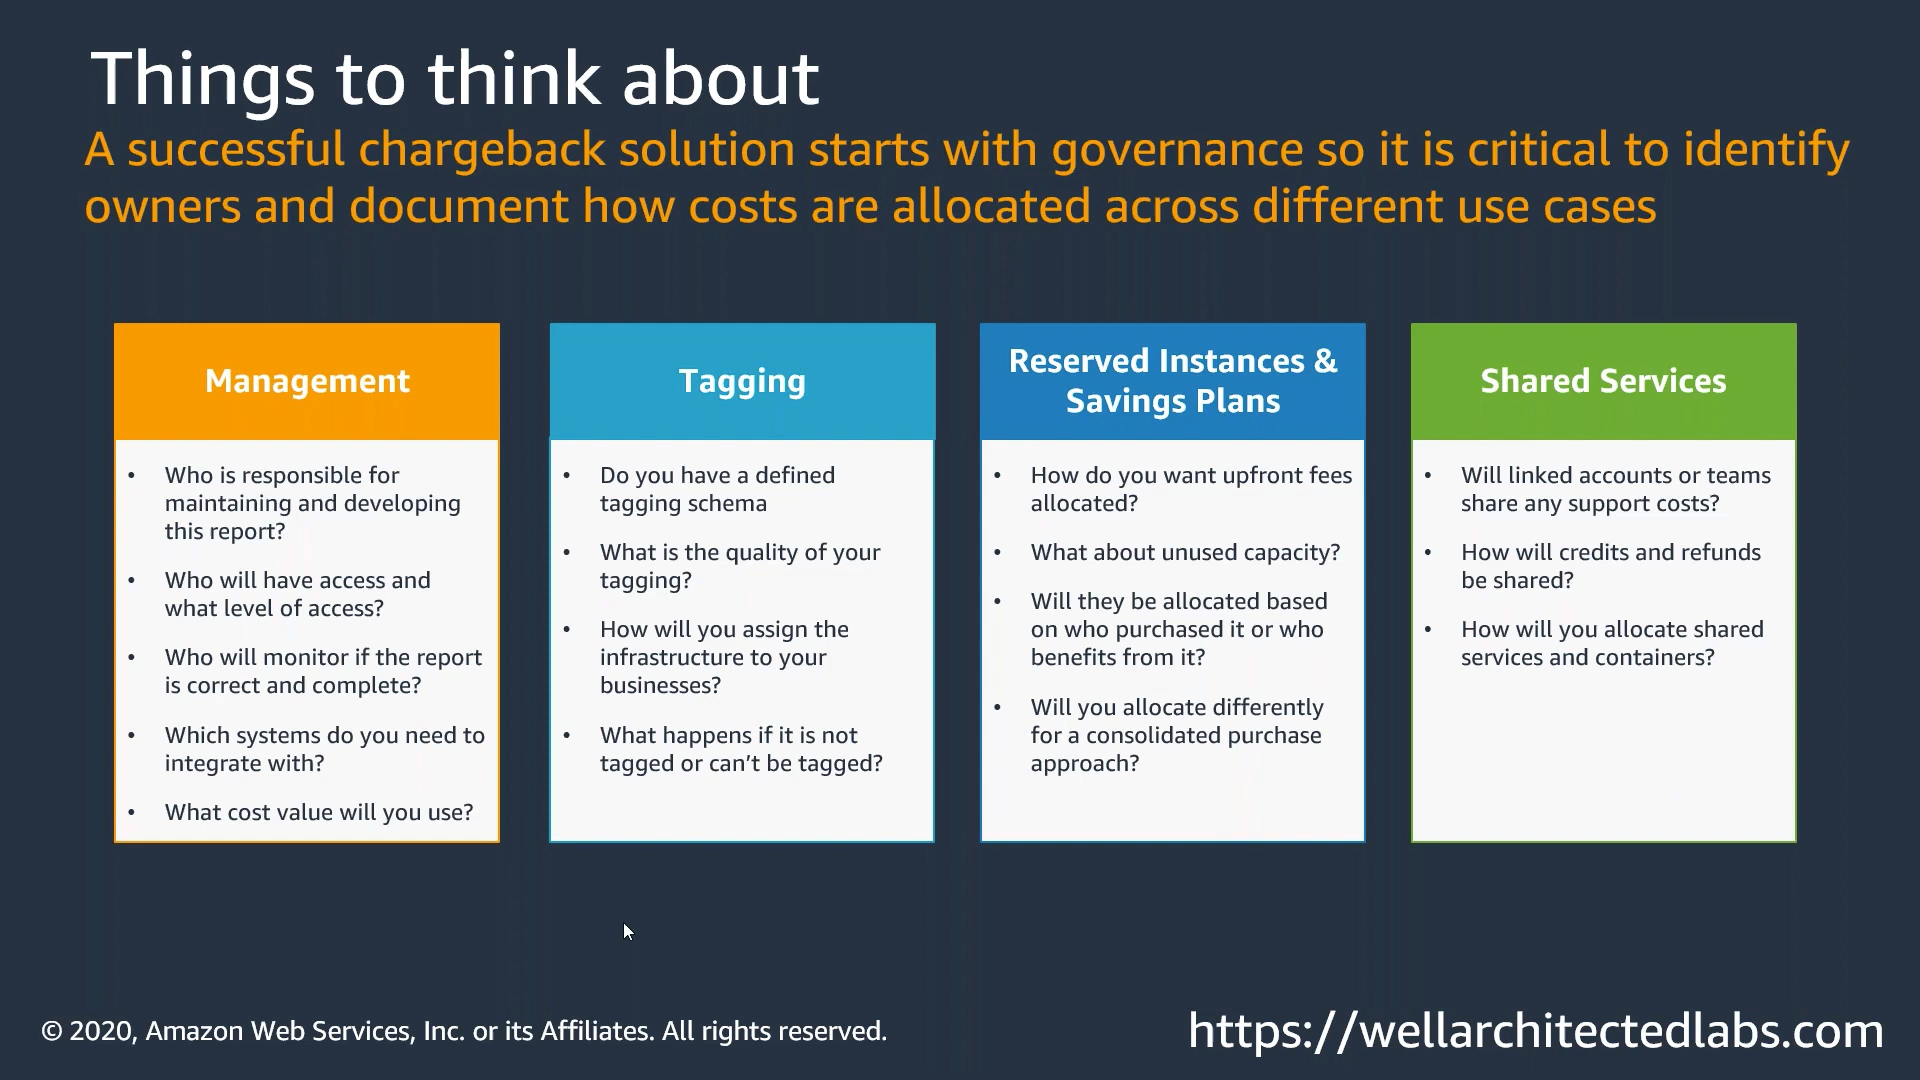 Things to think about
A successful chargeback solution starts with governance so it is critical to identify
owners and document how costs are allocated across different use cases
Management
• Who is responsible for
maintaining and developing
this report?
• Who will have access and
what level of access?
• Who will monitor if the report
is correct and complete?
• Which systems do you need to
integrate with?
• What cost value will you use?
Tagging
• Do you have a defined
tagging schema
• What is the quality of your
tagging?
• How will you assign the
infrastructure to your
businesses?
• What happens if it is not
tagged or can’t be tagged?
Reserved Instances &
Savings Plans
• How do you want upfront fees
allocated?
• What about unused capacity?
• Will they be allocated based
on who purchased it or who
benefits from it?
• Will you allocate differently
for a consolidated purchase
approach?
Shared Services
• Will linked accounts or teams
share any support costs?
• How will credits and refunds
be shared?
• How will you allocate shared
services and containers?
© 2020, Amazon Web Services, Inc. or its Affiliates. All rights reserved.
https://wellarchitectedlabs.com